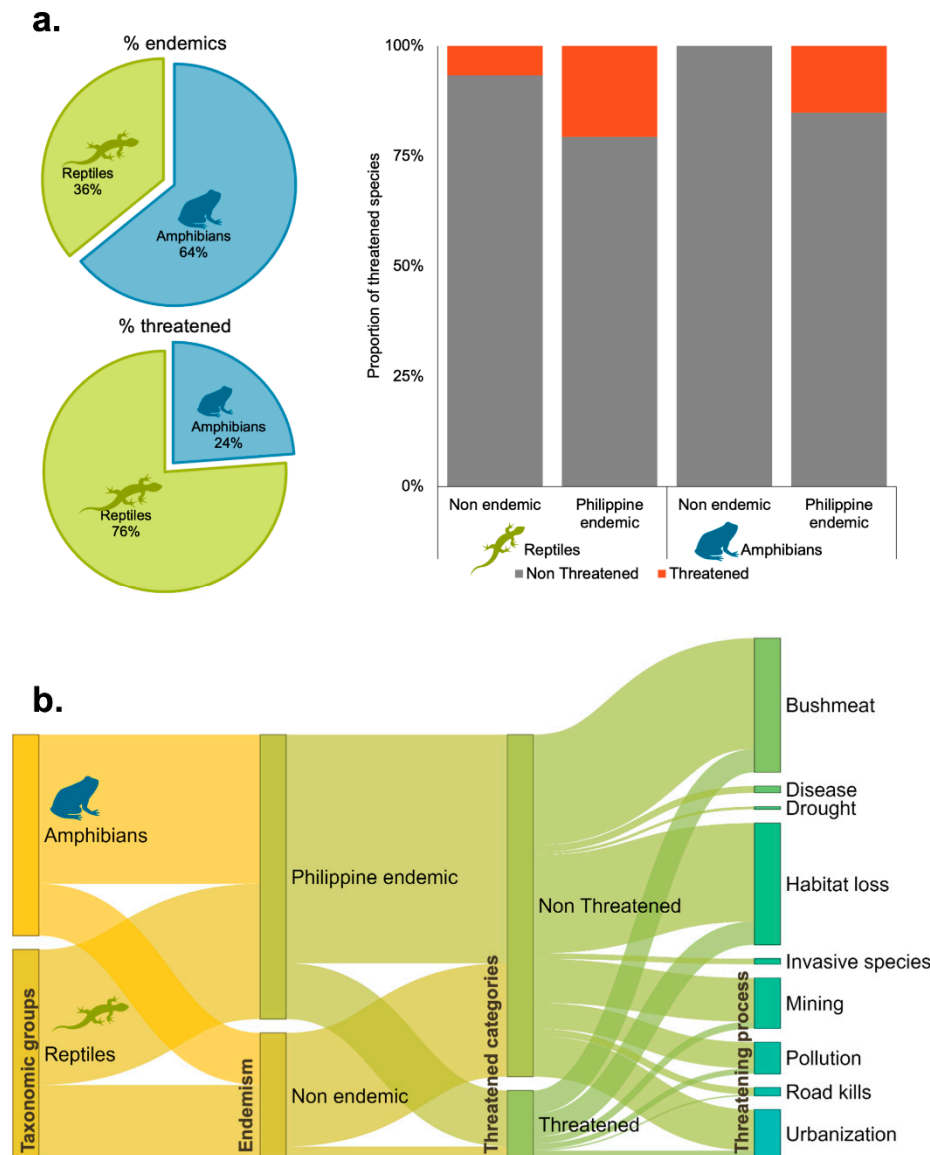 a.
% endemics
Reptiles
36%
Amphibians
64%
% threatened
Amphibians
24%
Reptiles
76%
Proportion of threatened species
100%
75%
50%
25%
0%
Non endemic
Philippine
endemic
Non endemic
Philippine
endemic
Reptiles
Amphibians
Non Threatened
Threatened
b.
Taxonomic groups
Amphibians
Reptiles
Endemism
Philippine endemic
Non endemic
Threatened categories
Non Threatened
Threatened
Threatening process
Bushmeat
Disease
Drought
Habitat loss
Invasive species
Mining
Pollution
Road kills
Urbanization